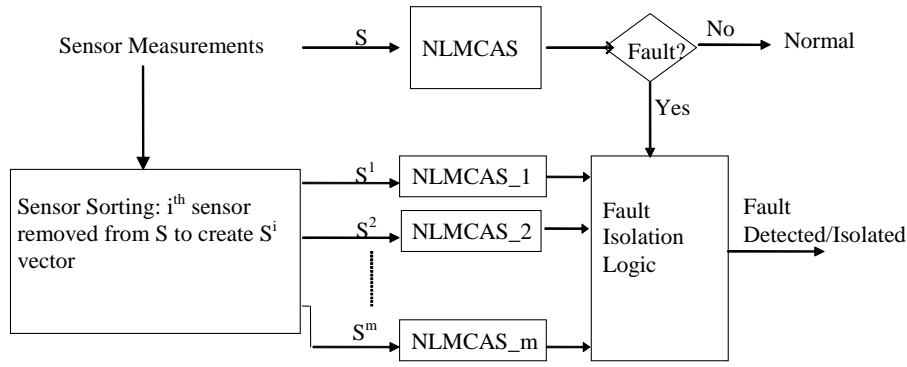 Sensor Measurements
S
NLMCAS
Fault?
No
Normal
Yes
Sensor Sorting: iᵗʰ sensor
removed from S to create Sⁱ
vector
S¹
NLMCAS_1
S²
NLMCAS_2
Sᵐ
NLMCAS_m
Fault
Isolation
Logic
Fault
Detected/Isolated